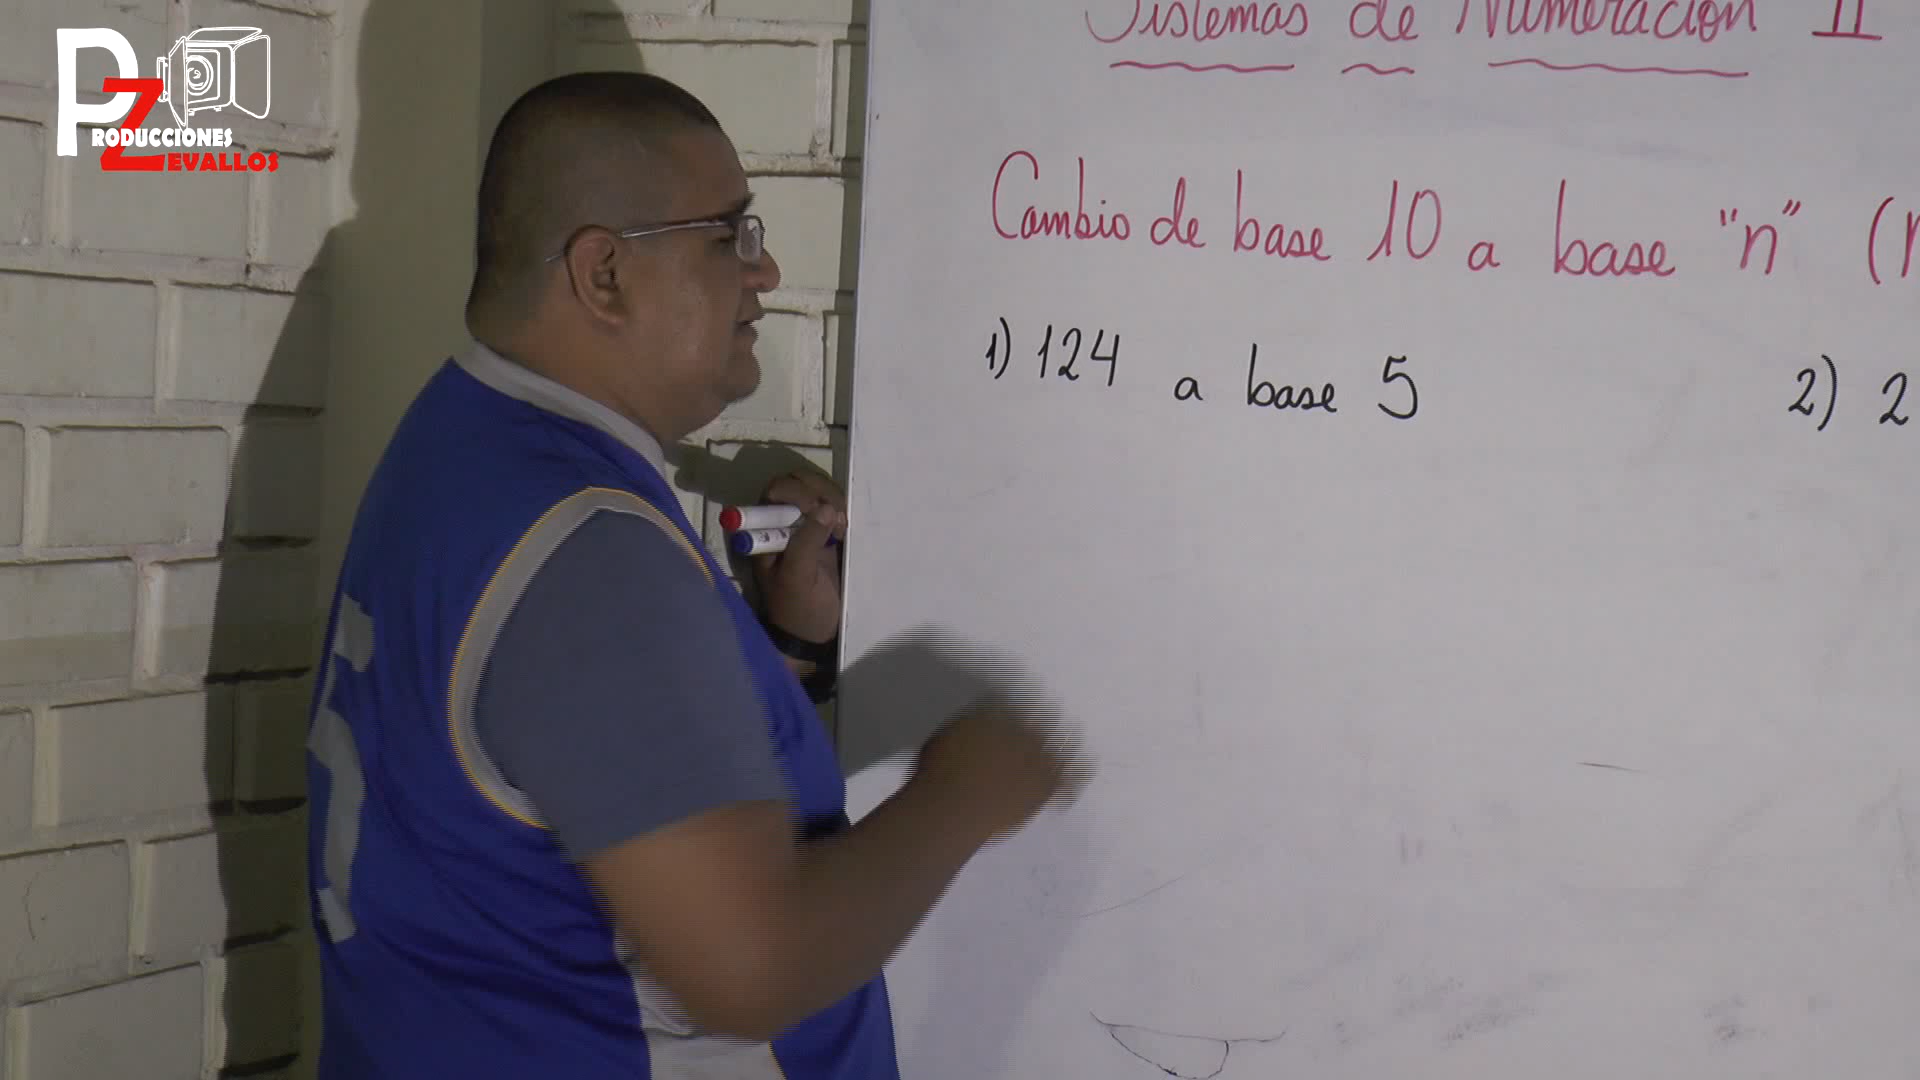 PRODUCCIONES
ZEVALLOS
Sistemas de Numeración II
Cambio de base 10 a base "n" (
1) 124 a base 5
2) 2